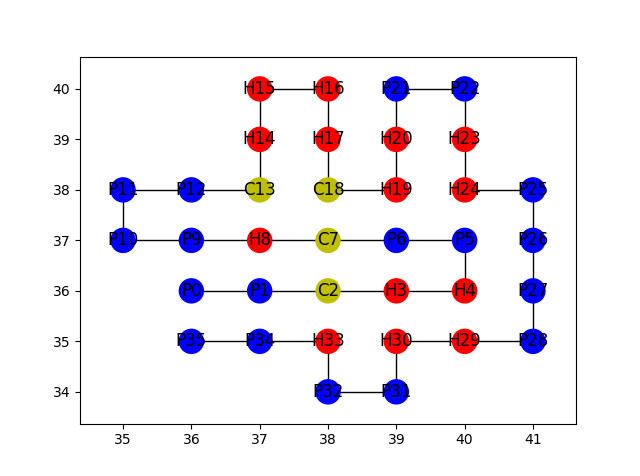 40 H15 H16 P21 P22
39 H14 H17 H20 H23
38 P11 P12 C13 C18 H19 H24 P25
37 P10 P9 H8 C7 P6 P5 P26
36 P0 P1 C2 H3 H4 P27
35 P35 P34 H33 H30 H29 P28
34 P32 P31
35 36 37 38 39 40 41